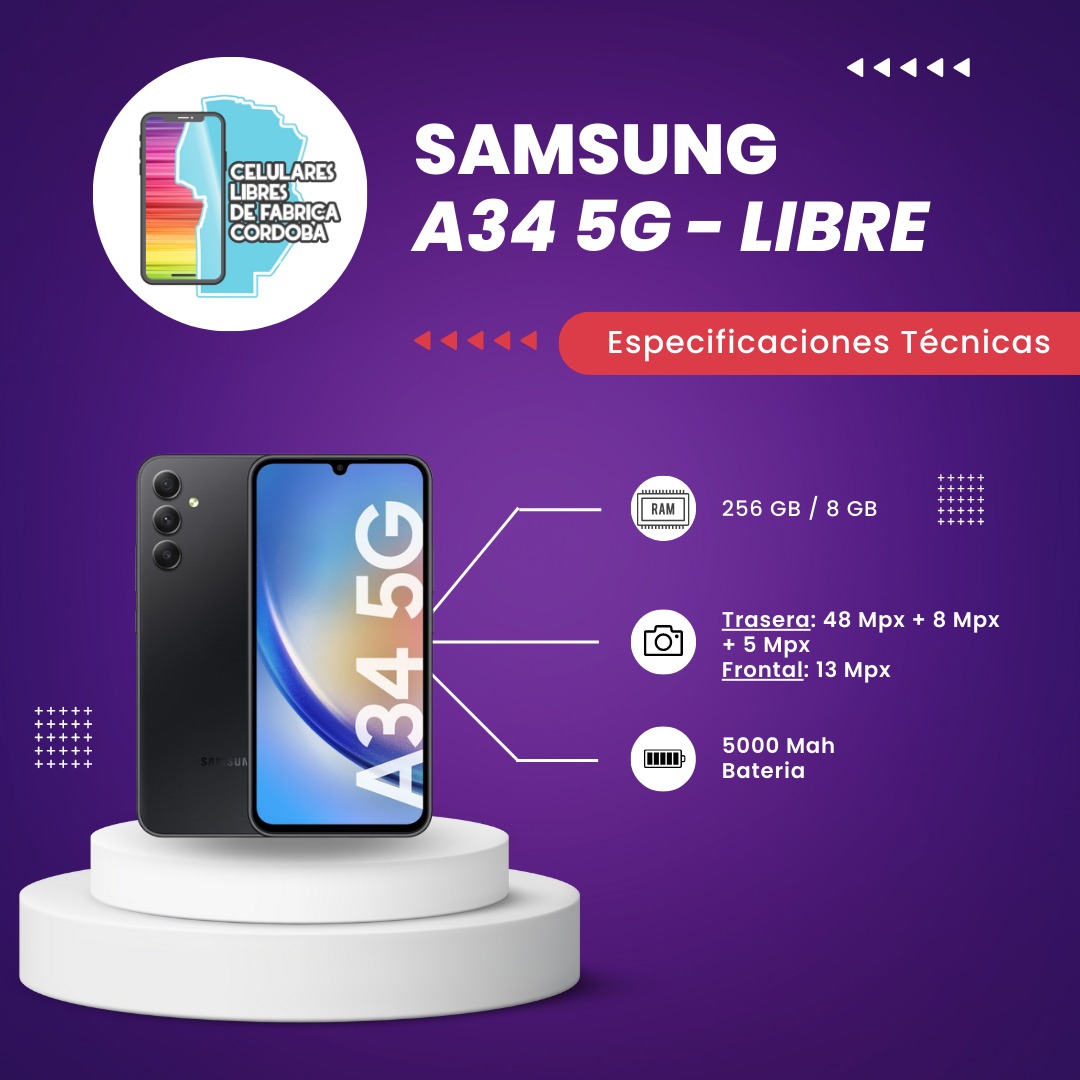 CELULARES
LIBRES
DE FABRICA
CORDOBA
SAMSUNG
A34 5G - LIBRE
Especificaciones Técnicas
A34 5G
SAMSUN
RAM
256 GB / 8 GB
Trasera: 48 Mpx + 8 Mpx
+ 5 Mpx
Frontal: 13 Mpx
5000 Mah
Bateria